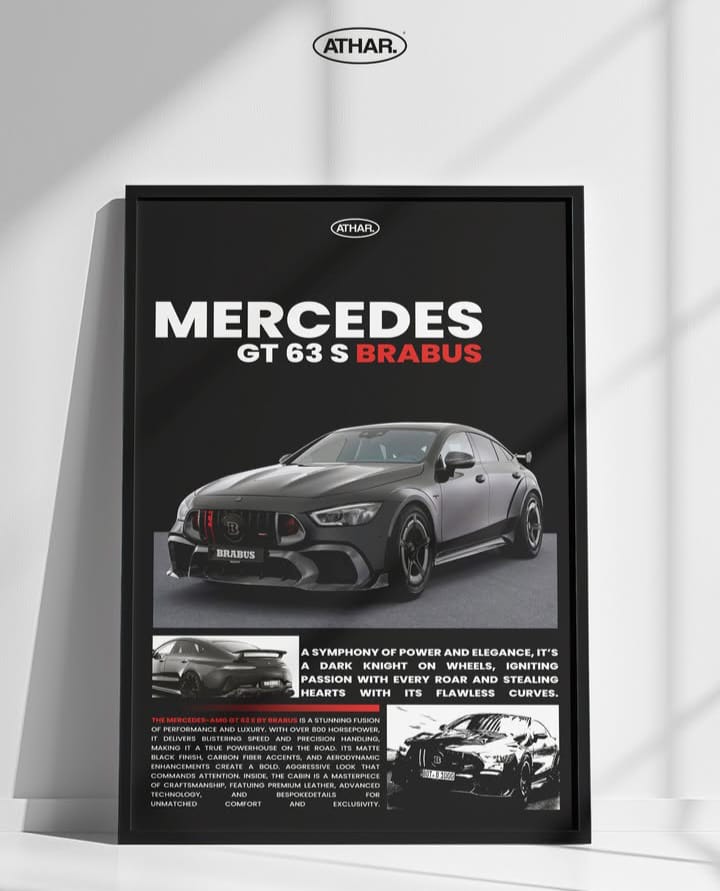 ATHAR.
ATHAR.
MERCEDES
GT 63 S BRABUS
B
BRABUS
A SYMPHONY OF POWER AND ELEGANCE, IT'S
A DARK KNIGHT ON WHEELS, IGNITING
PASSION WITH EVERY ROAR AND STEALING
HEARTS WITH ITS FLAWLESS CURVES.
THE MERCEDES-AMG GT 63 S BY BRABUS IS A STUNNING FUSION
OF PERFORMANCE AND LUXURY. WITH OVER 800 HORSEPOWER,
IT DELIVERS BLISTERING SPEED AND PRECISION HANDLING,
MAKING IT A TRUE POWERHOUSE ON THE ROAD. ITS MATTE
BLACK FINISH, CARBON FIBER ACCENTS, AND AERODYNAMIC
ENHANCEMENTS CREATE A BOLD. AGGRESSIVE LOOK THAT
COMMANDS ATTENTION. INSIDE, THE CABIN IS A MASTERPIECE
OF CRAFTSMANSHIP, FEATUING PREMIUM LEATHER, ADVANCED
TECHNOLOGY, AND BESPOKEDETAILS FOR
UNMATCHED COMFORT AND EXCLUSIVITY.